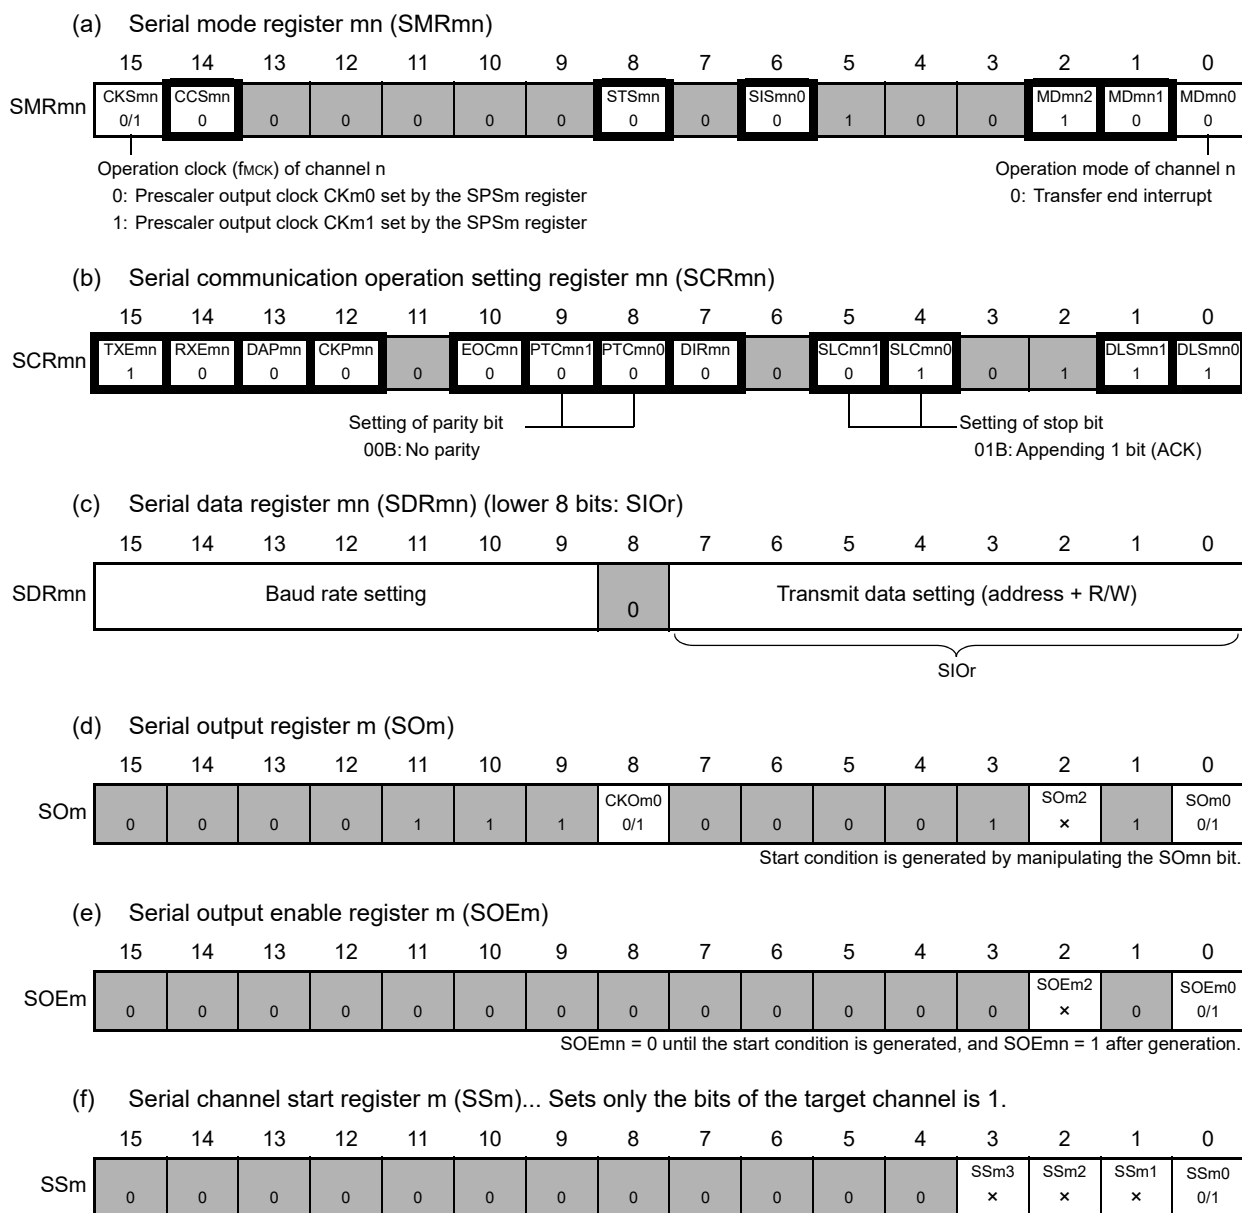 (a) Serial mode register mn (SMRmn)
15 14 13 12 11 10 9 8 7 6 5 4 3 2 1 0
CKSmn CCSmn STSmn SISmn0 MDmn2 MDmn1 MDmn0
SMRmn 0/1 0 0 0 0 0 0 0 0 0 1 0 0 1 0 0
Operation clock (fMCK) of channel n Operation mode of channel n
0: Prescaler output clock CKm0 set by the SPSm register 0: Transfer end interrupt
1: Prescaler output clock CKm1 set by the SPSm register
(b) Serial communication operation setting register mn (SCRmn)
15 14 13 12 11 10 9 8 7 6 5 4 3 2 1 0
TXEmn RXEmn DAPmn CKPmn EOCmn PTCmn1 PTCmn0 DIRmn SLCmn1 SLCmn0 DLSmn1 DLSmn0
SCRmn 1 0 0 0 0 0 0 0 0 0 0 1 0 1 1 1
Setting of parity bit Setting of stop bit
00B: No parity 01B: Appending 1 bit (ACK)
(c) Serial data register mn (SDRmn) (lower 8 bits: SIOr)
15 14 13 12 11 10 9 8 7 6 5 4 3 2 1 0
SDRmn Baud rate setting 0 Transmit data setting (address + R/W)
SIOr
(d) Serial output register m (SOm)
15 14 13 12 11 10 9 8 7 6 5 4 3 2 1 0
CKOm0 SOm2 SOm0
SOm 0 0 0 0 1 1 1 0/1 0 0 0 0 1 × 1 0/1
Start condition is generated by manipulating the SOmn bit.
(e) Serial output enable register m (SOEm)
15 14 13 12 11 10 9 8 7 6 5 4 3 2 1 0
SOEm2 SOEm0
SOEm 0 0 0 0 0 0 0 0 0 0 0 0 0 × 0 0/1
SOEmn = 0 until the start condition is generated, and SOEmn = 1 after generation.
(f) Serial channel start register m (SSm)... Sets only the bits of the target channel is 1.
15 14 13 12 11 10 9 8 7 6 5 4 3 2 1 0
SSm3 SSm2 SSm1 SSm0
SSm 0 0 0 0 0 0 0 0 0 0 0 0 × × × 0/1